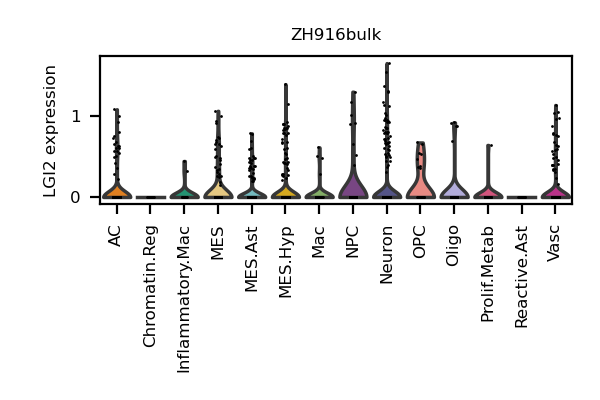 ZH916bulk
LGI2 expression
1
0
AC
Chromatin.Reg
Inflammatory.Mac
MES
MES.Ast
MES.Hyp
Mac
NPC
Neuron
OPC
Oligo
Prolif.Metab
Reactive.Ast
Vasc